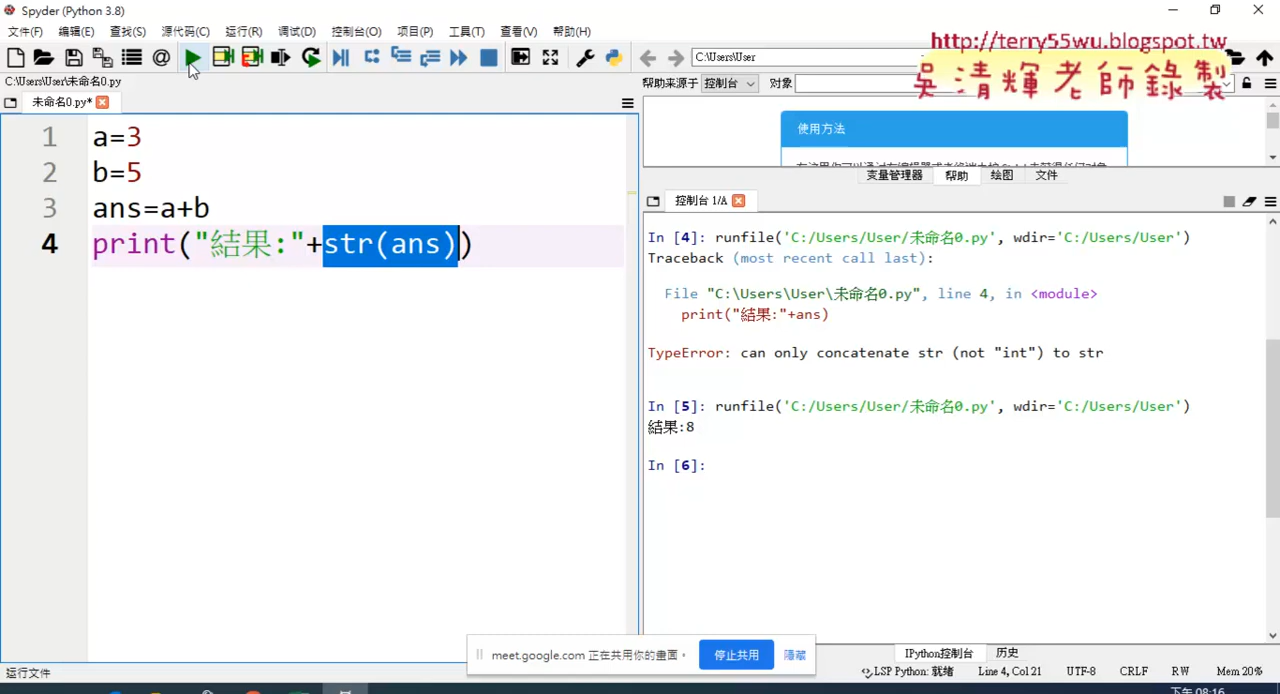 Spyder (Python 3.8)
文件(F) 编辑(E) 查找(S) 源代码(C) 运行(R) 调试(D) 控制台(O) 项目(P) 工具(T) 查看(V) 帮助(H)
http://terry55wu.blogspot.tw
吳清輝老師錄製
C:\Users\User
C:\Users\User\未命名0.py
帮助来源于 控制台 对象
未命名0.py*
使用方法
变量管理器 帮助 绘图 文件
控制台 1/A
1 a=3
2 b=5
3 ans=a+b
4 print("結果:"+str(ans))
In [4]: runfile('C:/Users/User/未命名0.py', wdir='C:/Users/User')
Traceback (most recent call last):
File "C:\Users\User\未命名0.py", line 4, in <module>
print("結果:"+ans)
TypeError: can only concatenate str (not "int") to str
In [5]: runfile('C:/Users/User/未命名0.py', wdir='C:/Users/User')
結果:8
In [6]:
meet.google.com 正在共用你的畫面。 停止共用 隱藏
IPython控制台 历史
运行文件 LSP Python: 就绪 Line 4, Col 21 UTF-8 CRLF RW Mem 20%
下午 08:16